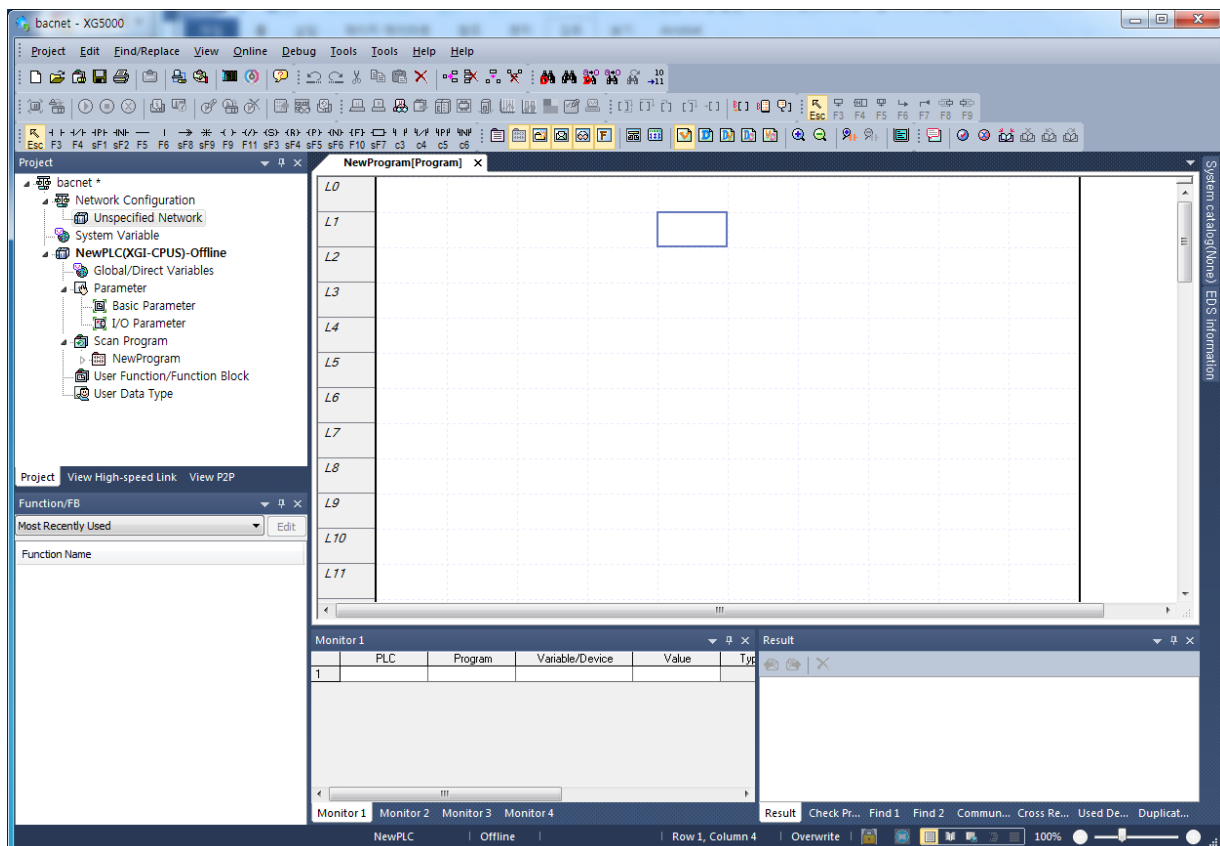 bacnet - XG5000
Project Edit Find/Replace View Online Debug Tools Tools Help Help
Esc F3 F4 F5 F6 F7 F8 F9
Esc F3 F4 sF1 sF2 F5 F6 sF8 sF9 F9 F11 sF3 sF4 sF5 sF6 F10 sF7 c3 c4 c5 c6
Project
NewProgram[Program]
bacnet *
Network Configuration
Unspecified Network
System Variable
NewPLC(XGI-CPUS)-Offline
Global/Direct Variables
Parameter
Basic Parameter
I/O Parameter
Scan Program
NewProgram
User Function/Function Block
User Data Type
Project View High-speed Link View P2P
Function/FB
Most Recently Used Edit
Function Name
L0
L1
L2
L3
L4
L5
L6
L7
L8
L9
L10
L11
System catalog(None) EDS information
Monitor 1
PLC Program Variable/Device Value Typ
1
Monitor 1 Monitor 2 Monitor 3 Monitor 4
Result
Result Check Pr... Find 1 Find 2 Commun... Cross Re... Used De... Duplicat...
NewPLC Offline Row 1, Column 4 Overwrite 100%